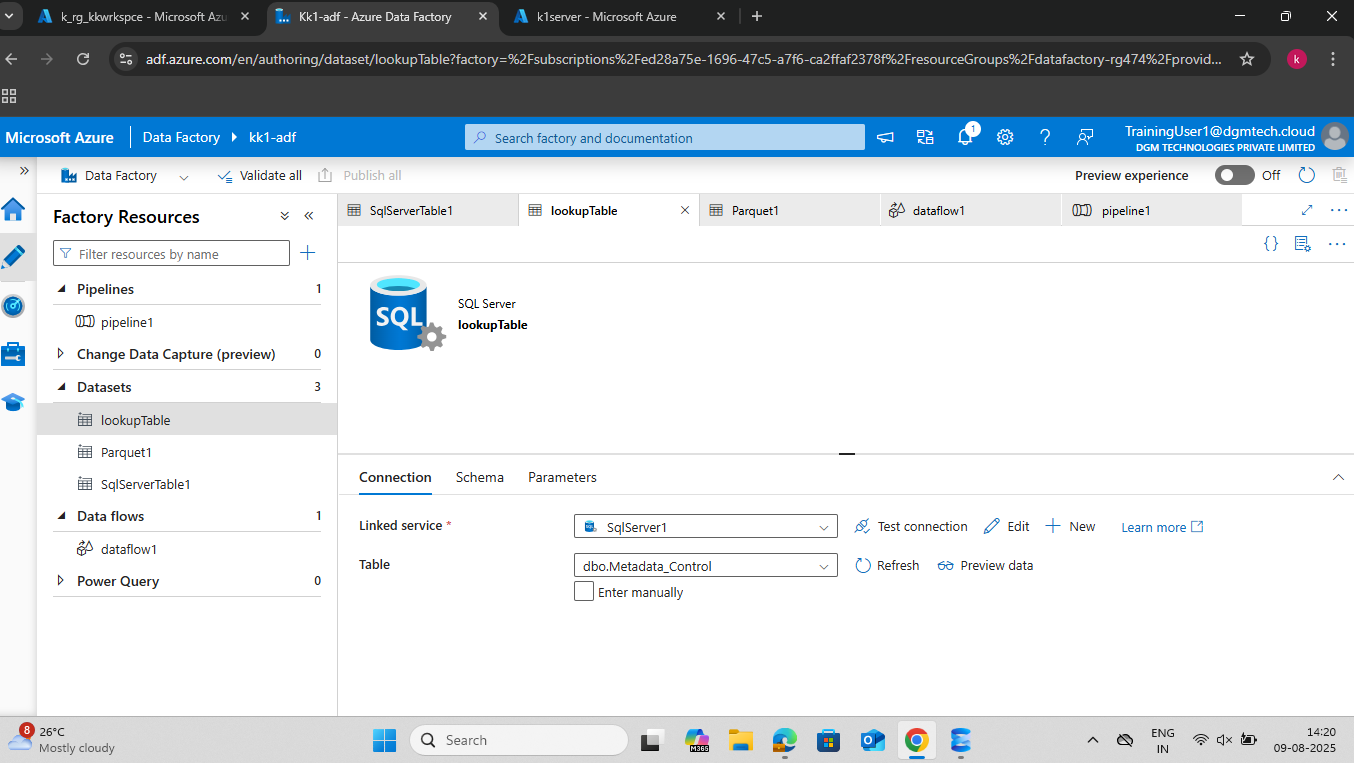 k_rg_kkwrkspce - Microsoft Azu
Kk1-adf - Azure Data Factory
k1server - Microsoft Azure
adf.azure.com/en/authoring/dataset/lookupTable?factory=%2Fsubscriptions%2Fed28a75e-1696-47c5-a7f6-ca2ffaf2378f%2FresourceGroups%2Fdatafactory-rg474%2Fprovid...
k
Microsoft Azure
Data Factory
kk1-adf
Search factory and documentation
1
TrainingUser1@dgmtech.cloud
DGM TECHNOLOGIES PRIVATE LIMITED
Data Factory
Validate all
Publish all
Preview experience
Off
Factory Resources
SqlServerTable1
lookupTable
Parquet1
dataflow1
pipeline1
Filter resources by name
Pipelines 1
pipeline1
Change Data Capture (preview) 0
Datasets 3
lookupTable
Parquet1
SqlServerTable1
Data flows 1
dataflow1
Power Query 0
SQL
SQL Server
lookupTable
Connection
Schema
Parameters
Linked service *
SqlServer1
Test connection
Edit
New
Learn more
Table
dbo.Metadata_Control
Refresh
Preview data
Enter manually
8
26°C
Mostly cloudy
Search
M365
ENG
IN
14:20
09-08-2025